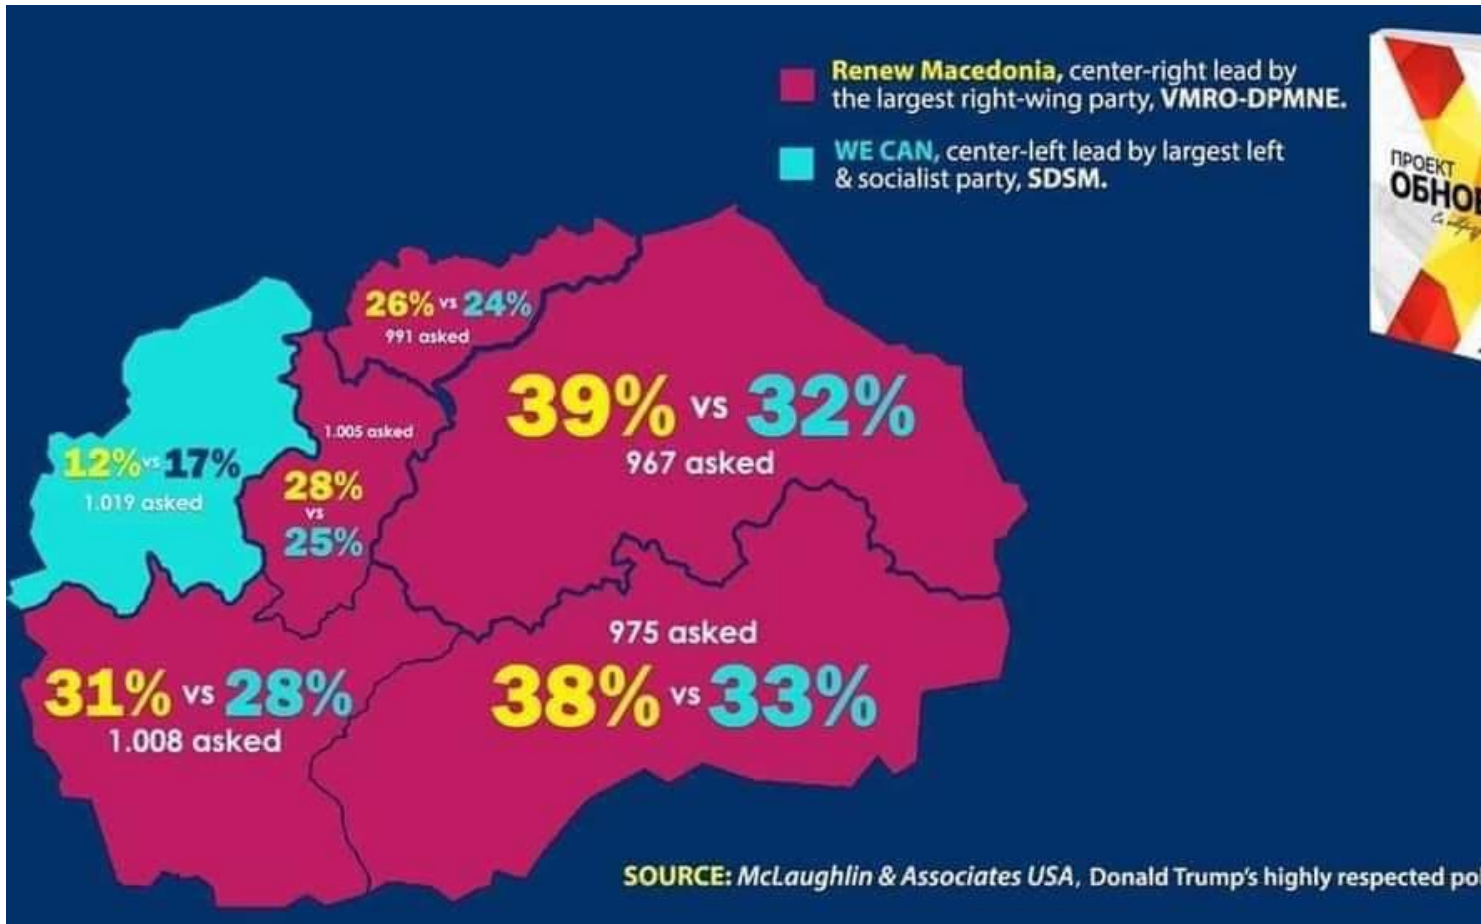 Renew Macedonia, center-right lead by
the largest right-wing party, VMRO-DPMNE.
WE CAN, center-left lead by largest left
& socialist party, SDSM.
ПРОЕКТ
26% vs 24%
991 asked
39% vs 32%
967 asked
1.005 asked
28%
vs
25%
12% vs 17%
1.019 asked
975 asked
38% vs 33%
31% vs 28%
1.008 asked
SOURCE: McLaughlin & Associates USA, Donald Trump's highly respected